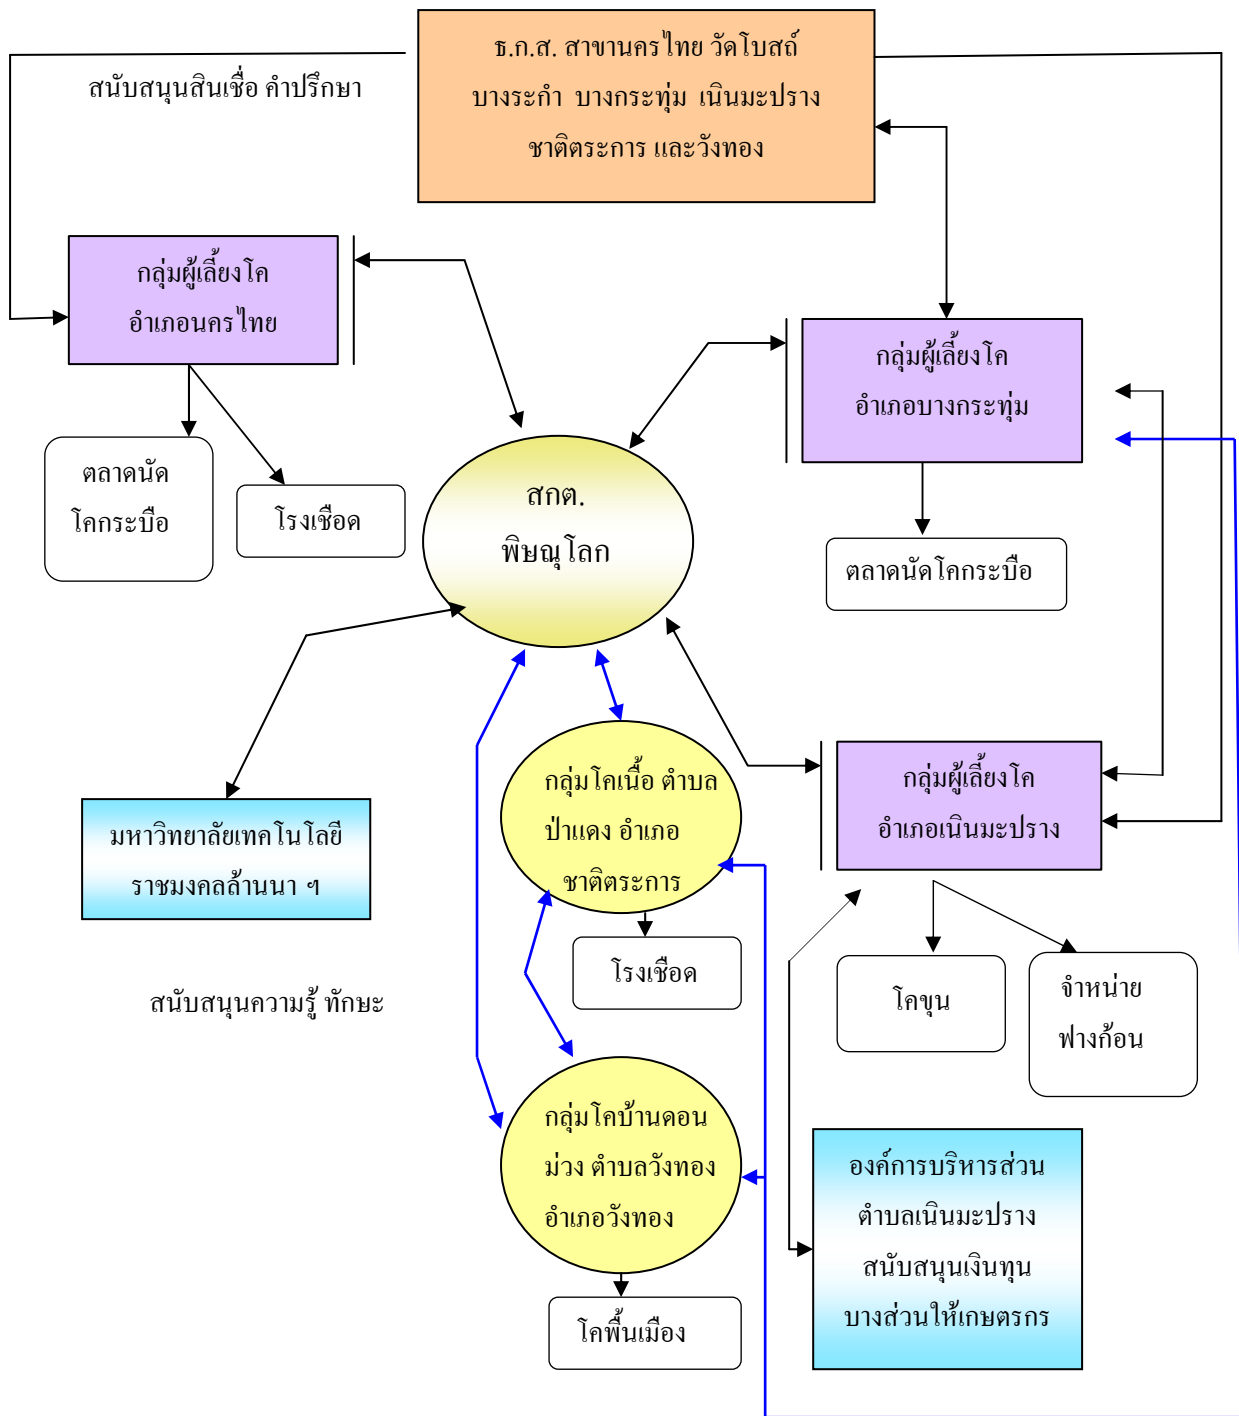 ธ.ก.ส. สาขานครไทย วัดโบสถ์
บางระกำ บางกระทุ่ม เนินมะปราง
ชาติตระการ และวังทอง
สนับสนุนสินเชื่อ คำปรึกษา
กลุ่มผู้เลี้ยงโค
อำเภอนครไทย
กลุ่มผู้เลี้ยงโค
อำเภอบางกระทุ่ม
ตลาดนัด
โคกระบือ
โรงเชือด
สกต.
พิษณุโลก
ตลาดนัดโคกระบือ
กลุ่มโคเนื้อ ตำบล
ป่าแดง อำเภอ
ชาติตระการ
กลุ่มผู้เลี้ยงโค
อำเภอเนินมะปราง
มหาวิทยาลัยเทคโนโลยี
ราชมงคลล้านนา ฯ
โรงเชือด
สนับสนุนความรู้ ทักษะ
โคขุน
จำหน่าย
ฟางก้อน
กลุ่มโคบ้านดอน
ม่วง ตำบลวังทอง
อำเภอวังทอง
องค์การบริหารส่วน
ตำบลเนินมะปราง
สนับสนุนเงินทุน
บางส่วนให้เกษตรกร
โคพื้นเมือง